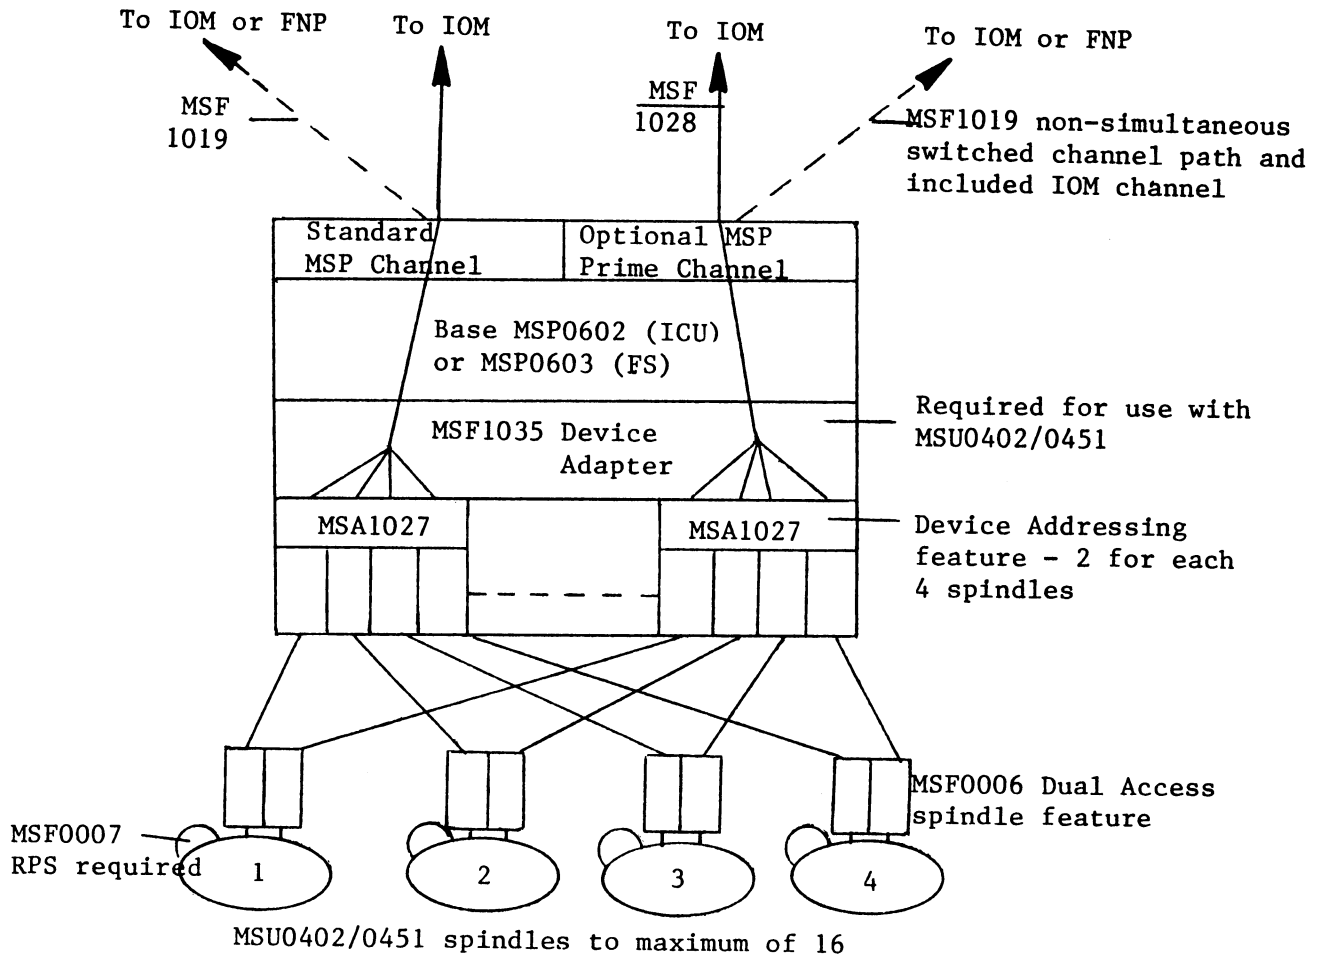 To IOM or FNP
To IOM
To IOM
To IOM or FNP
MSF
1019
MSF
1028
MSF1019 non-simultaneous
switched channel path and
included IOM channel
Standard
MSP Channel
Optional MSP
Prime Channel
Base MSP0602 (ICU)
or MSP0603 (FS)
MSF1035 Device
Adapter
Required for use with
MSU0402/0451
MSA1027
MSA1027
Device Addressing
feature - 2 for each
4 spindles
MSF0006 Dual Access
spindle feature
MSF0007
RPS required
1
2
3
4
MSU0402/0451 spindles to maximum of 16